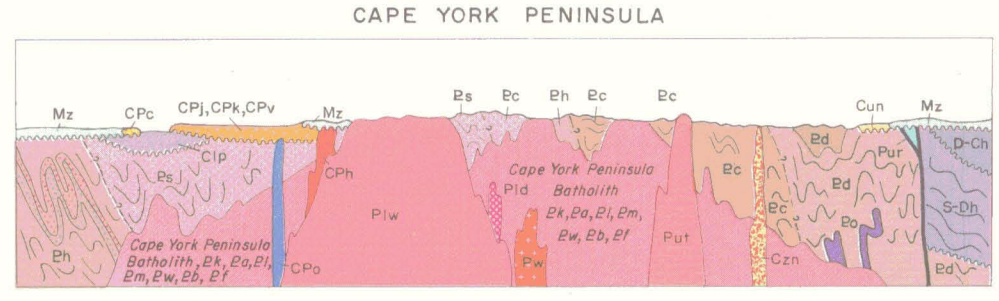 CAPE YORK PENINSULA
Mz
CPc
CPj, CPk, CPv
Mz
Ps
Pc
Ph
Pc
Pc
Cun
Mz
Clp
Ps
CPh
Plw
Pld
Cape York Peninsula
Batholith
Pk, Pa, Pl, Pm,
Pw, Pb, Pf
Pc
Pd
Pur
D-Ch
Pd
S-Dh
Ph
Cape York Peninsula
Batholith, Pk, Pa, Pl,
Pm, Pw, Pb, Pf
CPo
Pw
Put
Pc
Czn
Po
Pd